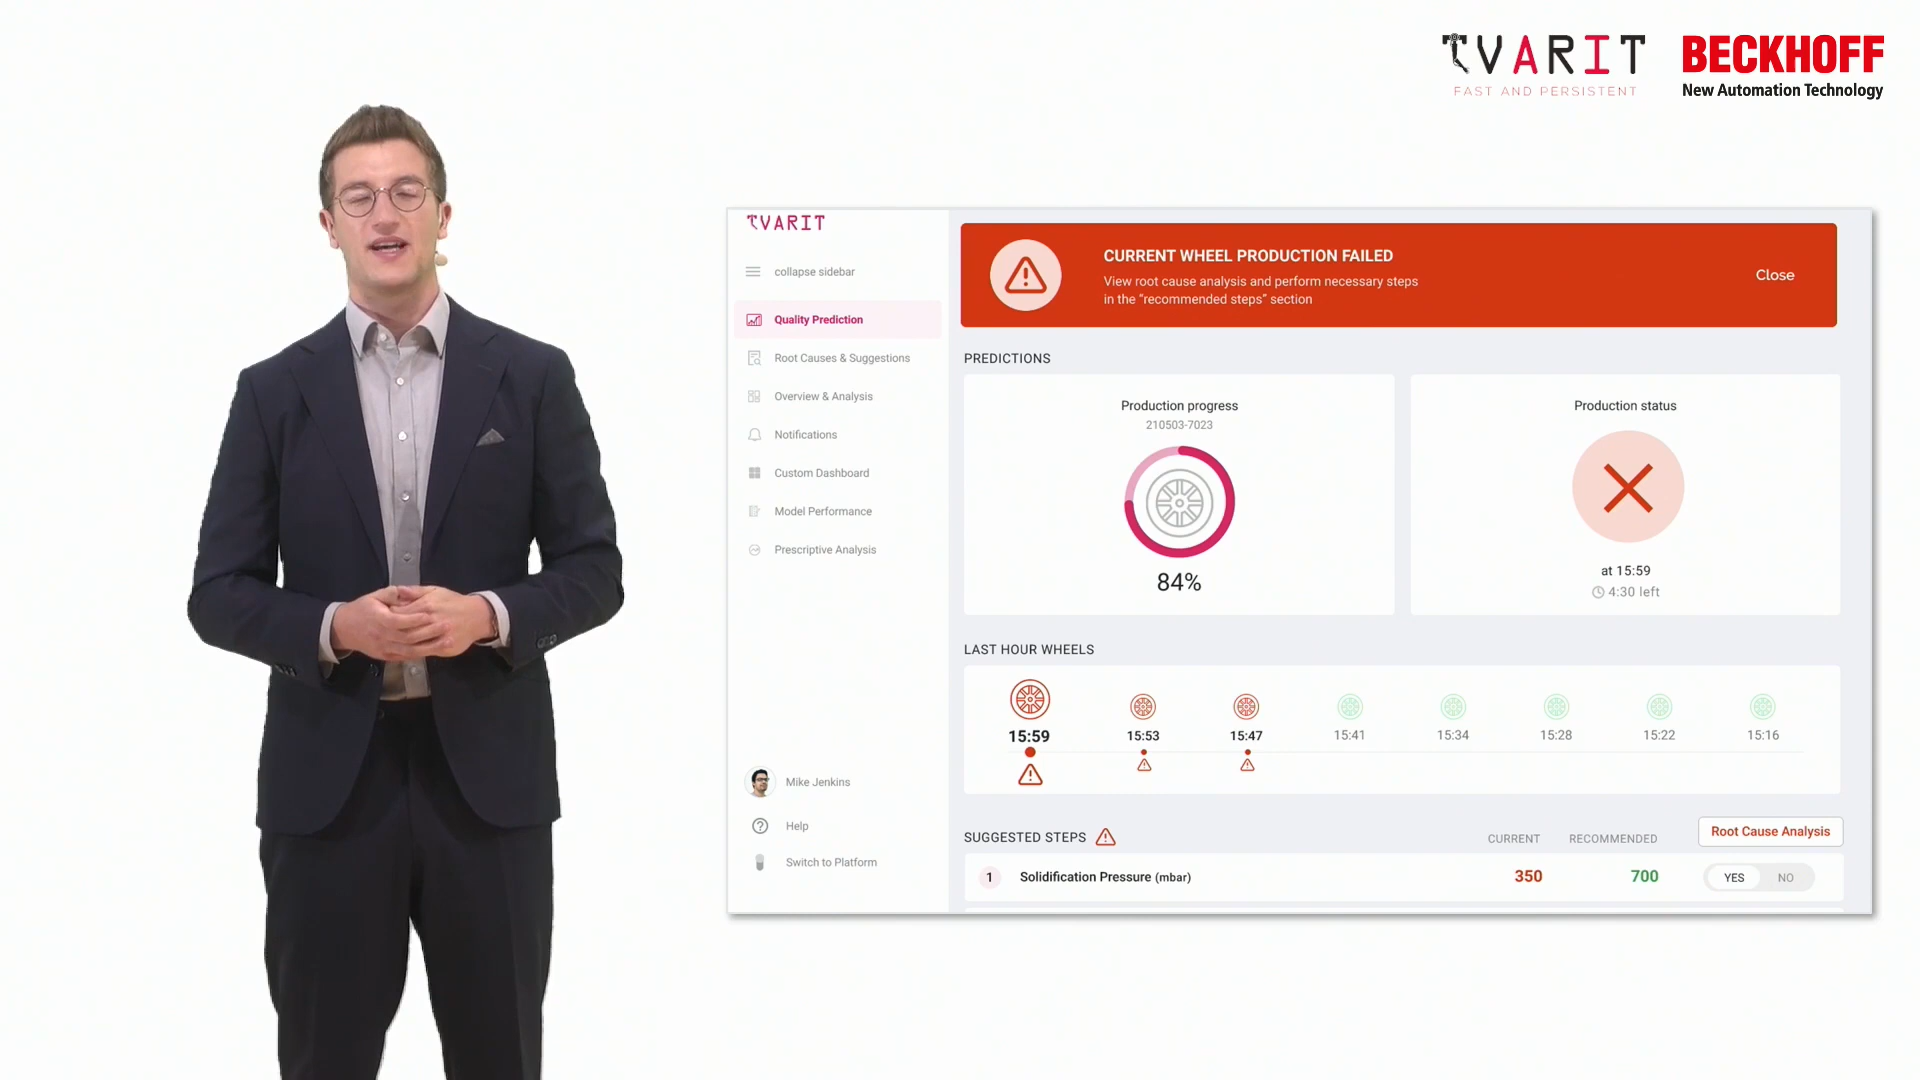 TVARIT
FAST AND PERSISTENT
BECKHOFF
New Automation Technology
TVARIT
collapse sidebar
Quality Prediction
Root Causes & Suggestions
Overview & Analysis
Notifications
Custom Dashboard
Model Performance
Prescriptive Analysis
Mike Jenkins
Help
Switch to Platform
CURRENT WHEEL PRODUCTION FAILED
View root cause analysis and perform necessary steps
in the "recommended steps" section
Close
PREDICTIONS
Production progress
210503-7023
84%
Production status
at 15:59
4:30 left
LAST HOUR WHEELS
15:59 15:53 15:47 15:41 15:34 15:28 15:22 15:16
SUGGESTED STEPS CURRENT RECOMMENDED Root Cause Analysis
1 Solidification Pressure (mbar) 350 700 YES NO